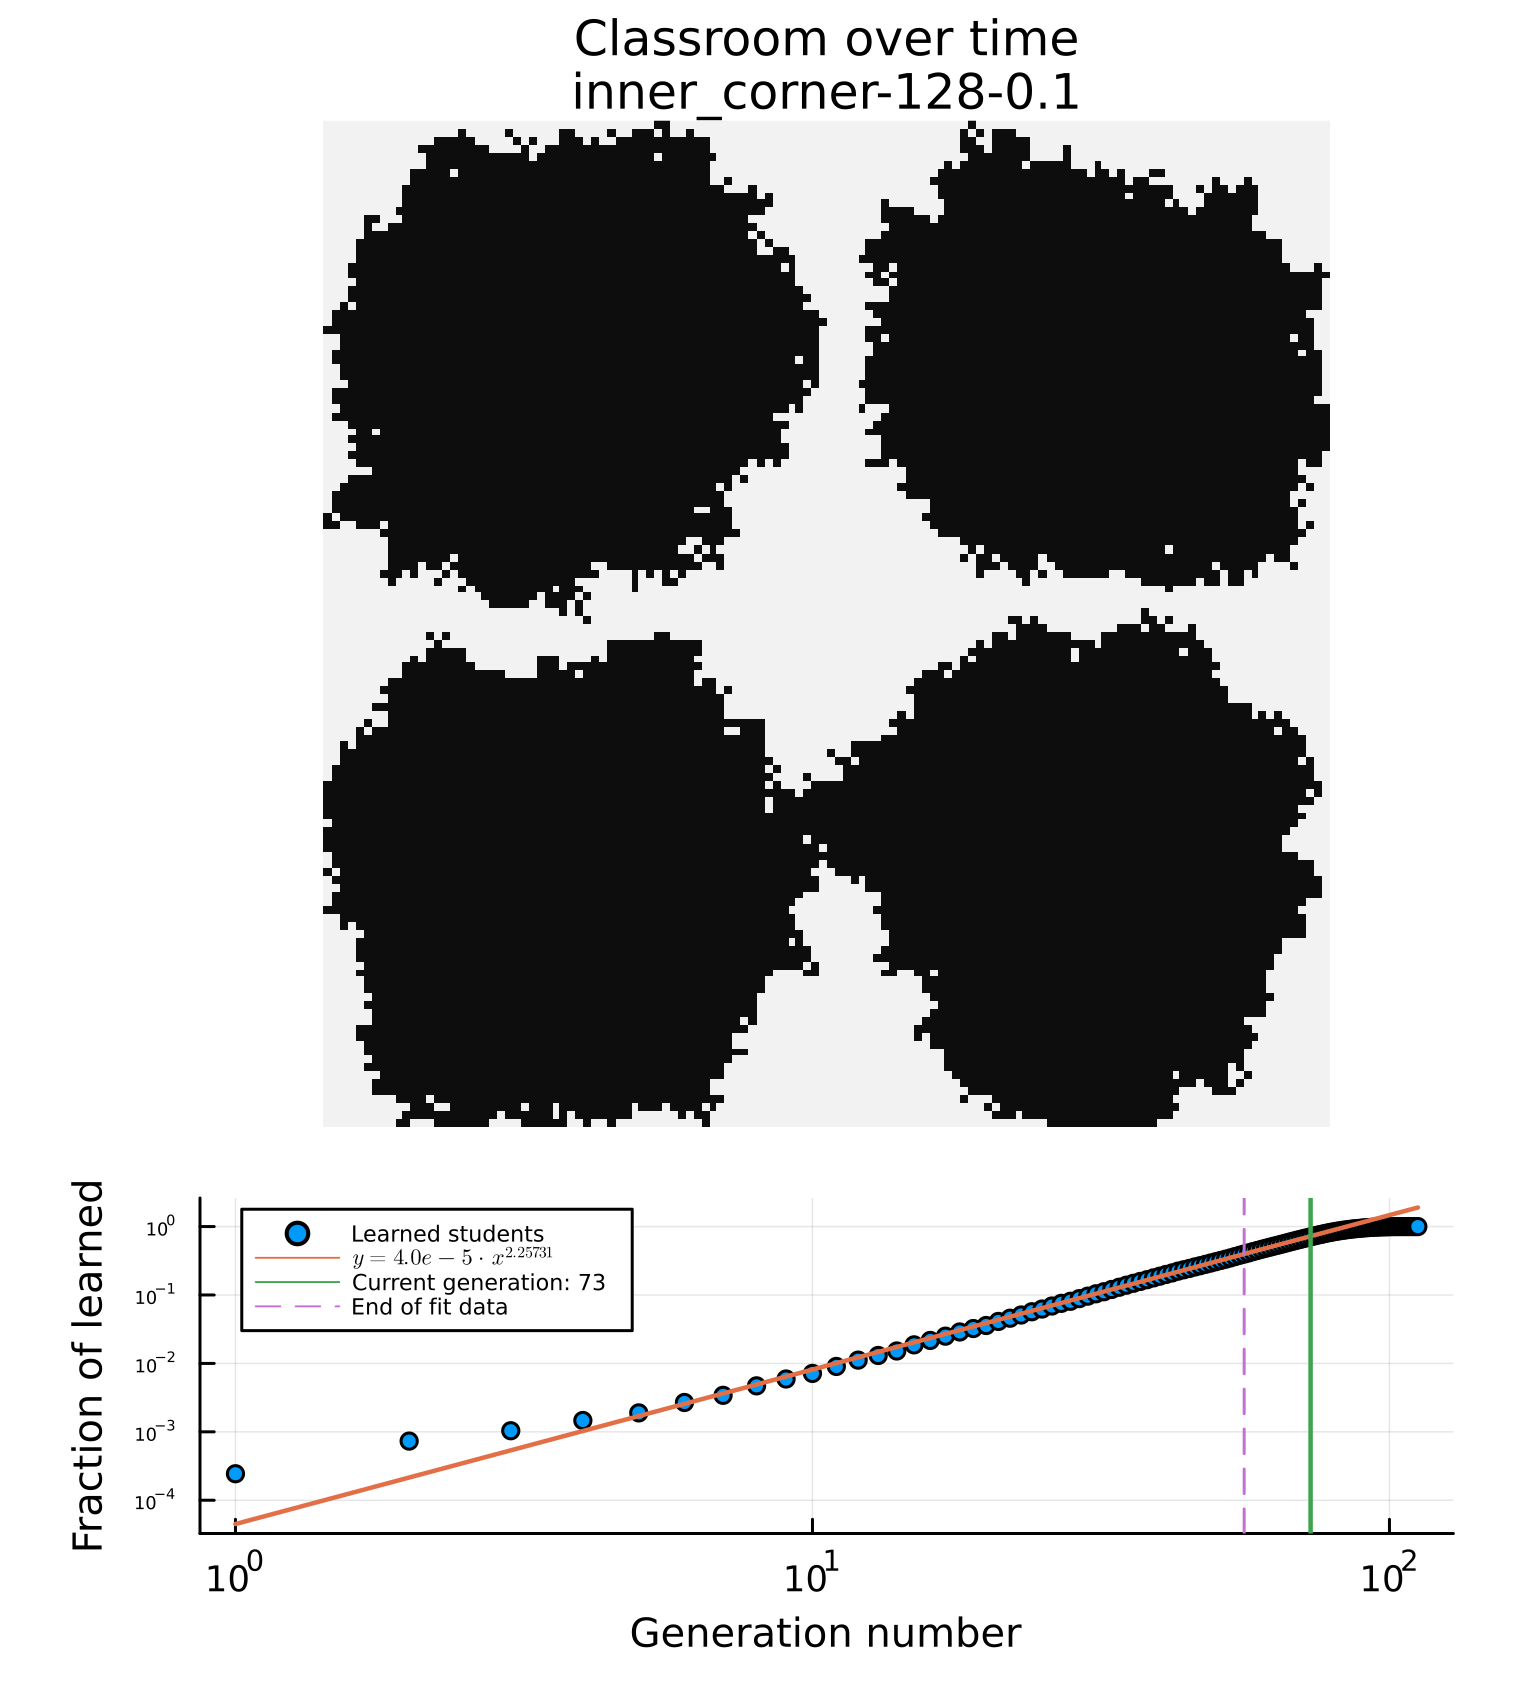 Classroom over time
inner_corner-128-0.1
Fraction of learned
10^0
10^-1
10^-2
10^-3
10^-4
Learned students
y = 4.0e − 5 · x^2.25731
Current generation: 73
End of fit data
10^0 10^1 10^2
Generation number